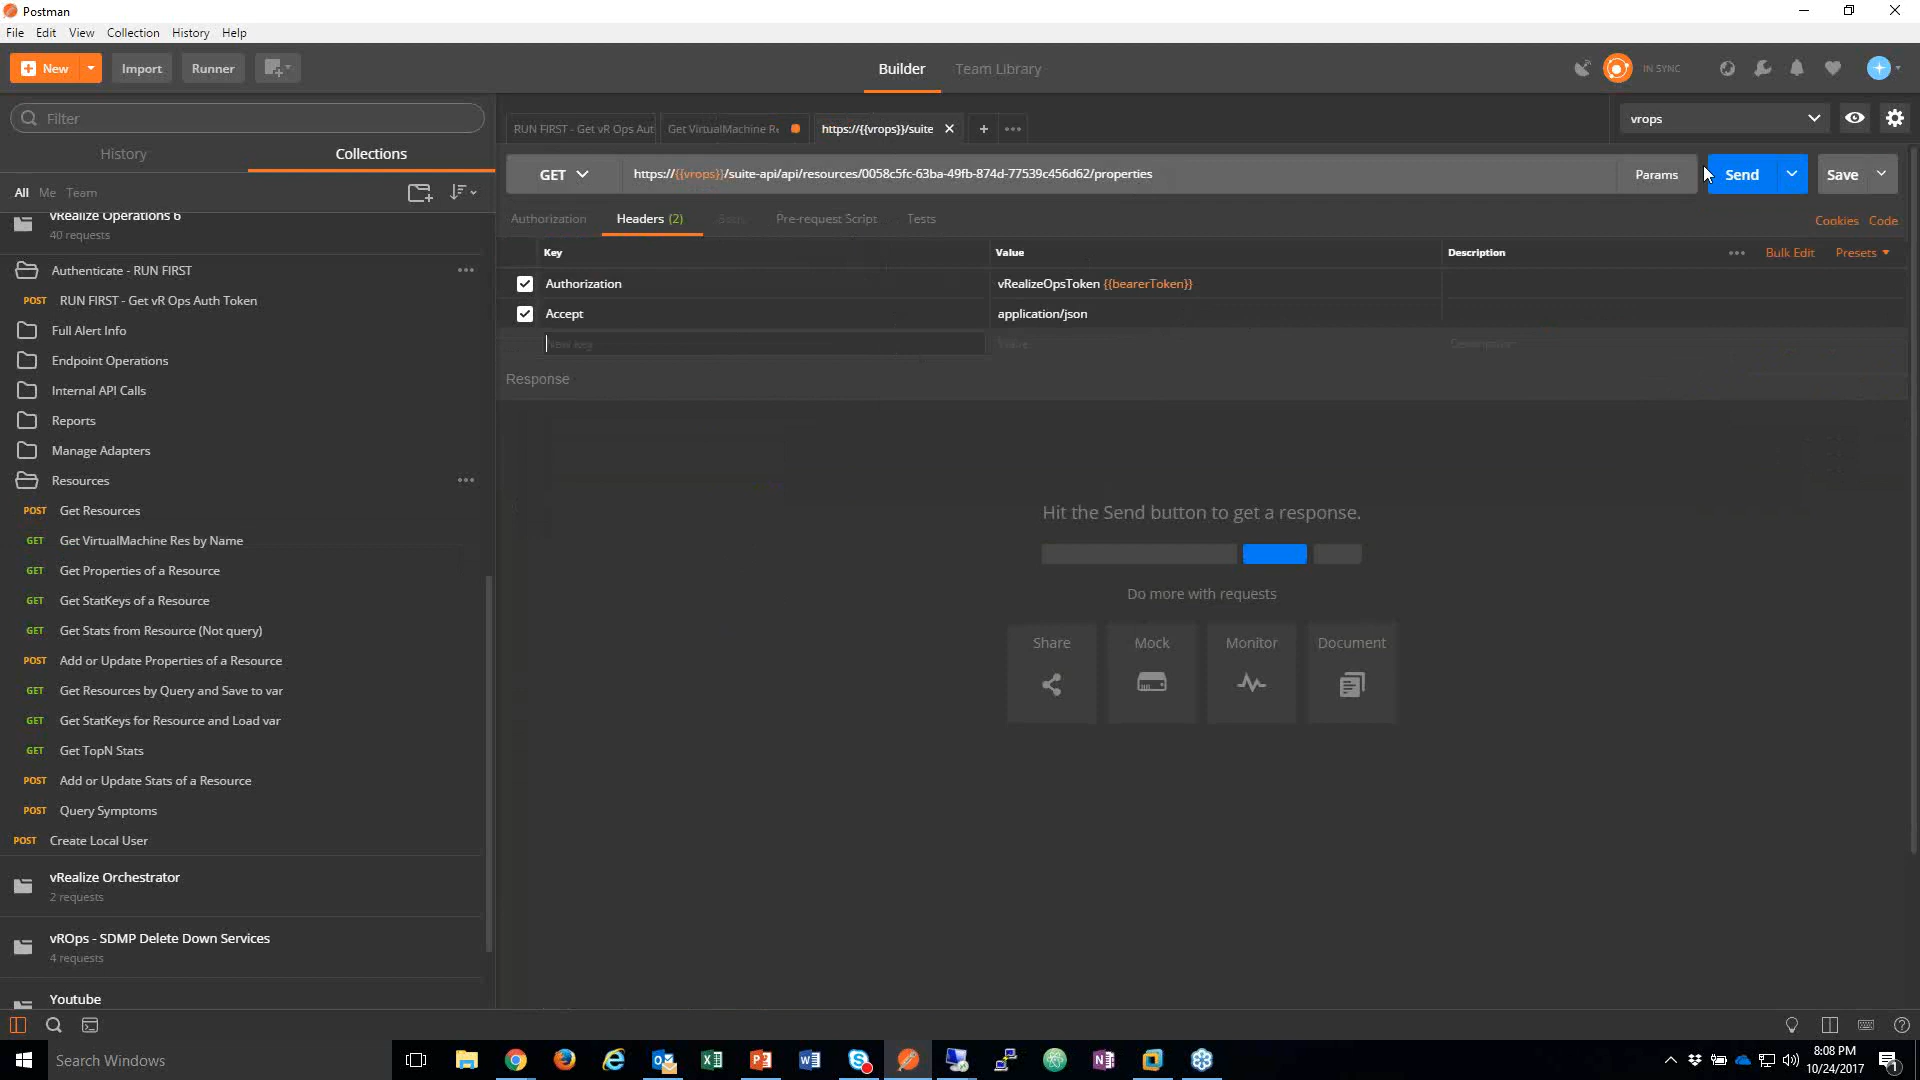 Postman
File Edit View Collection History Help
New Import Runner
Builder Team Library
IN SYNC
Filter
History Collections
All Me Team
vRealize Operations 6
40 requests
Authenticate - RUN FIRST
POST RUN FIRST - Get vR Ops Auth Token
Full Alert Info
Endpoint Operations
Internal API Calls
Reports
Manage Adapters
Resources
POST Get Resources
GET Get VirtualMachine Res by Name
GET Get Properties of a Resource
GET Get StatKeys of a Resource
GET Get Stats from Resource (Not query)
POST Add or Update Properties of a Resource
GET Get Resources by Query and Save to var
GET Get StatKeys for Resource and Load var
GET Get TopN Stats
POST Add or Update Stats of a Resource
POST Query Symptoms
POST Create Local User
vRealize Orchestrator
2 requests
vROps - SDMP Delete Down Services
4 requests
Youtube
RUN FIRST - Get vR Ops Aut Get VirtualMachine Re https://{{vrops}}/suite
vrops
GET https://{{vrops}}/suite-api/api/resources/0058c5fc-63ba-49fb-874d-77539c456d62/properties Params Send Save
Authorization Headers (2) Body Pre-request Script Tests Cookies Code
Key Value Description Bulk Edit Presets
Authorization vRealizeOpsToken {{bearerToken}}
Accept application/json
New key Value Description
Response
Hit the Send button to get a response.
Do more with requests
Share Mock Monitor Document
Search Windows
8:08 PM
10/24/2017
1